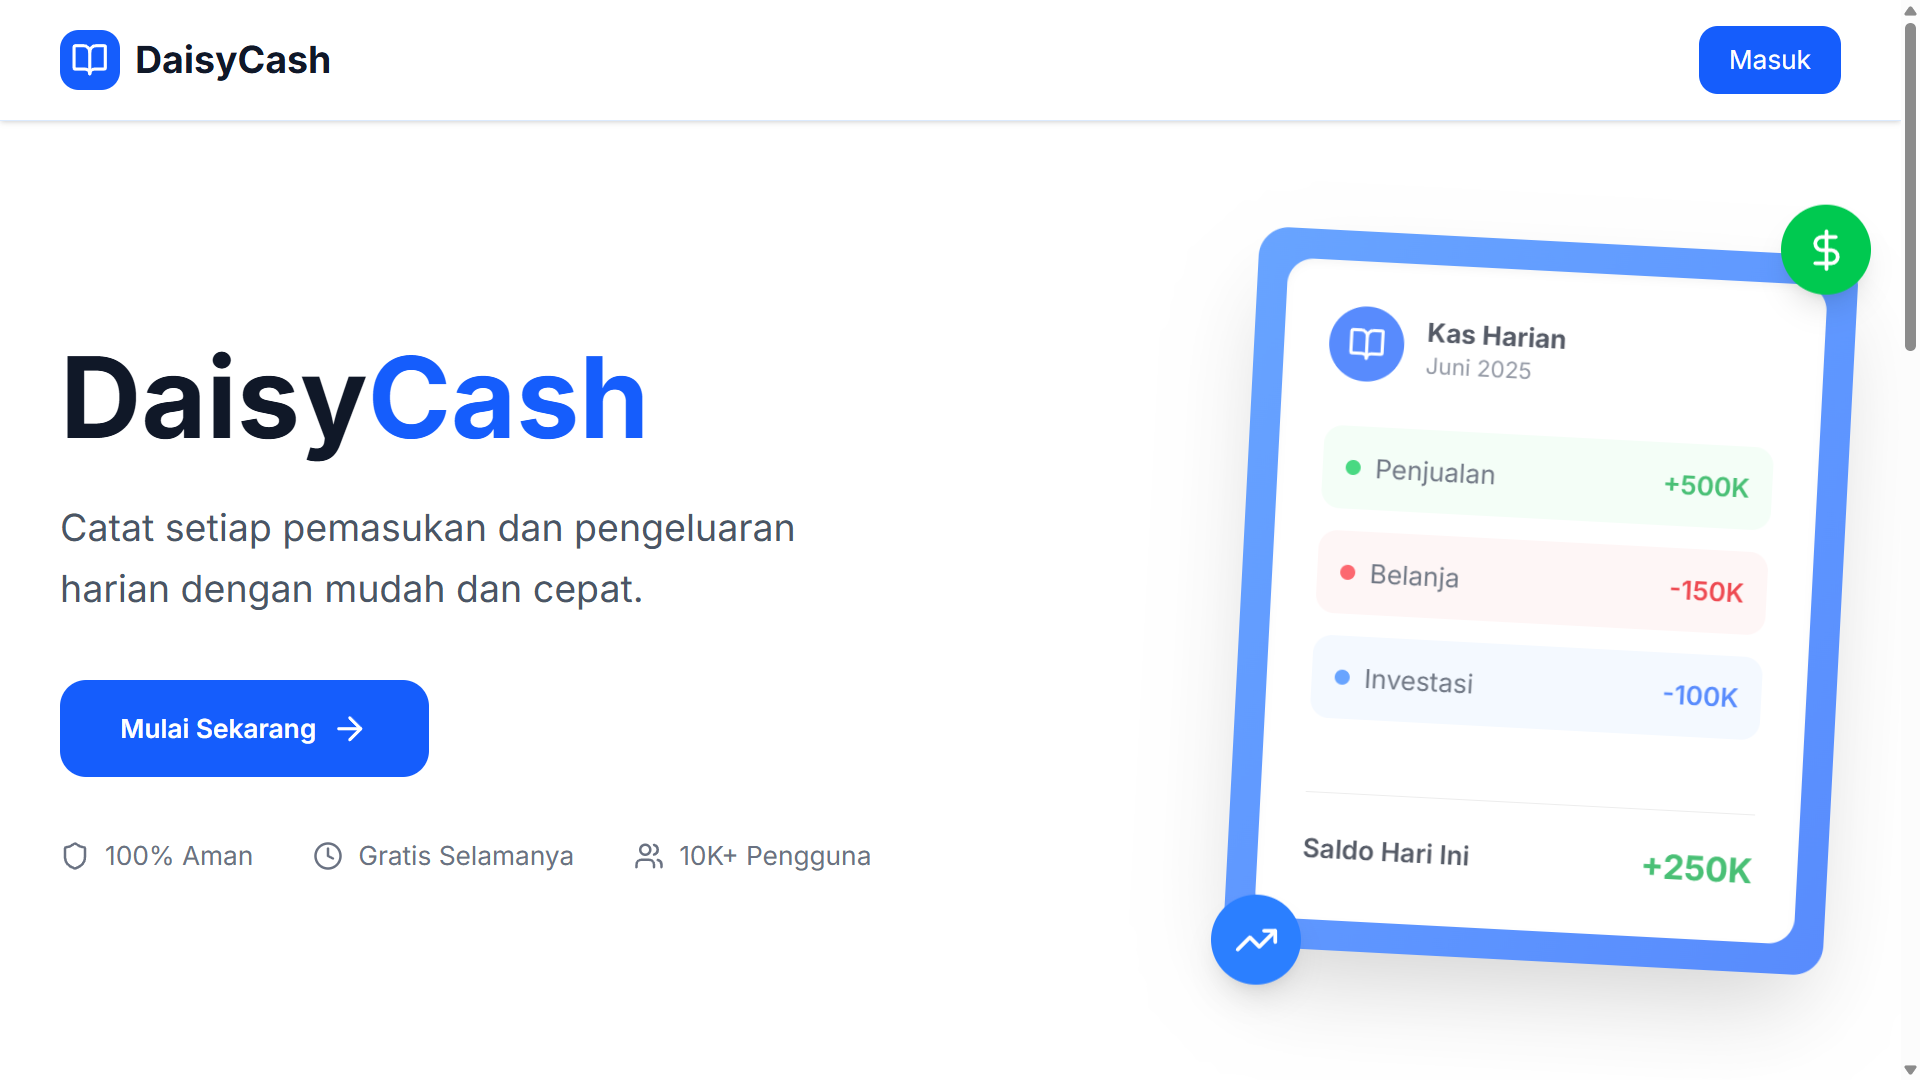 DaisyCash
Masuk
DaisyCash
Catat setiap pemasukan dan pengeluaran
harian dengan mudah dan cepat.
Mulai Sekarang
100% Aman
Gratis Selamanya
10K+ Pengguna
Kas Harian
Juni 2025
Penjualan
+500K
Belanja
-150K
Investasi
-100K
Saldo Hari Ini
+250K